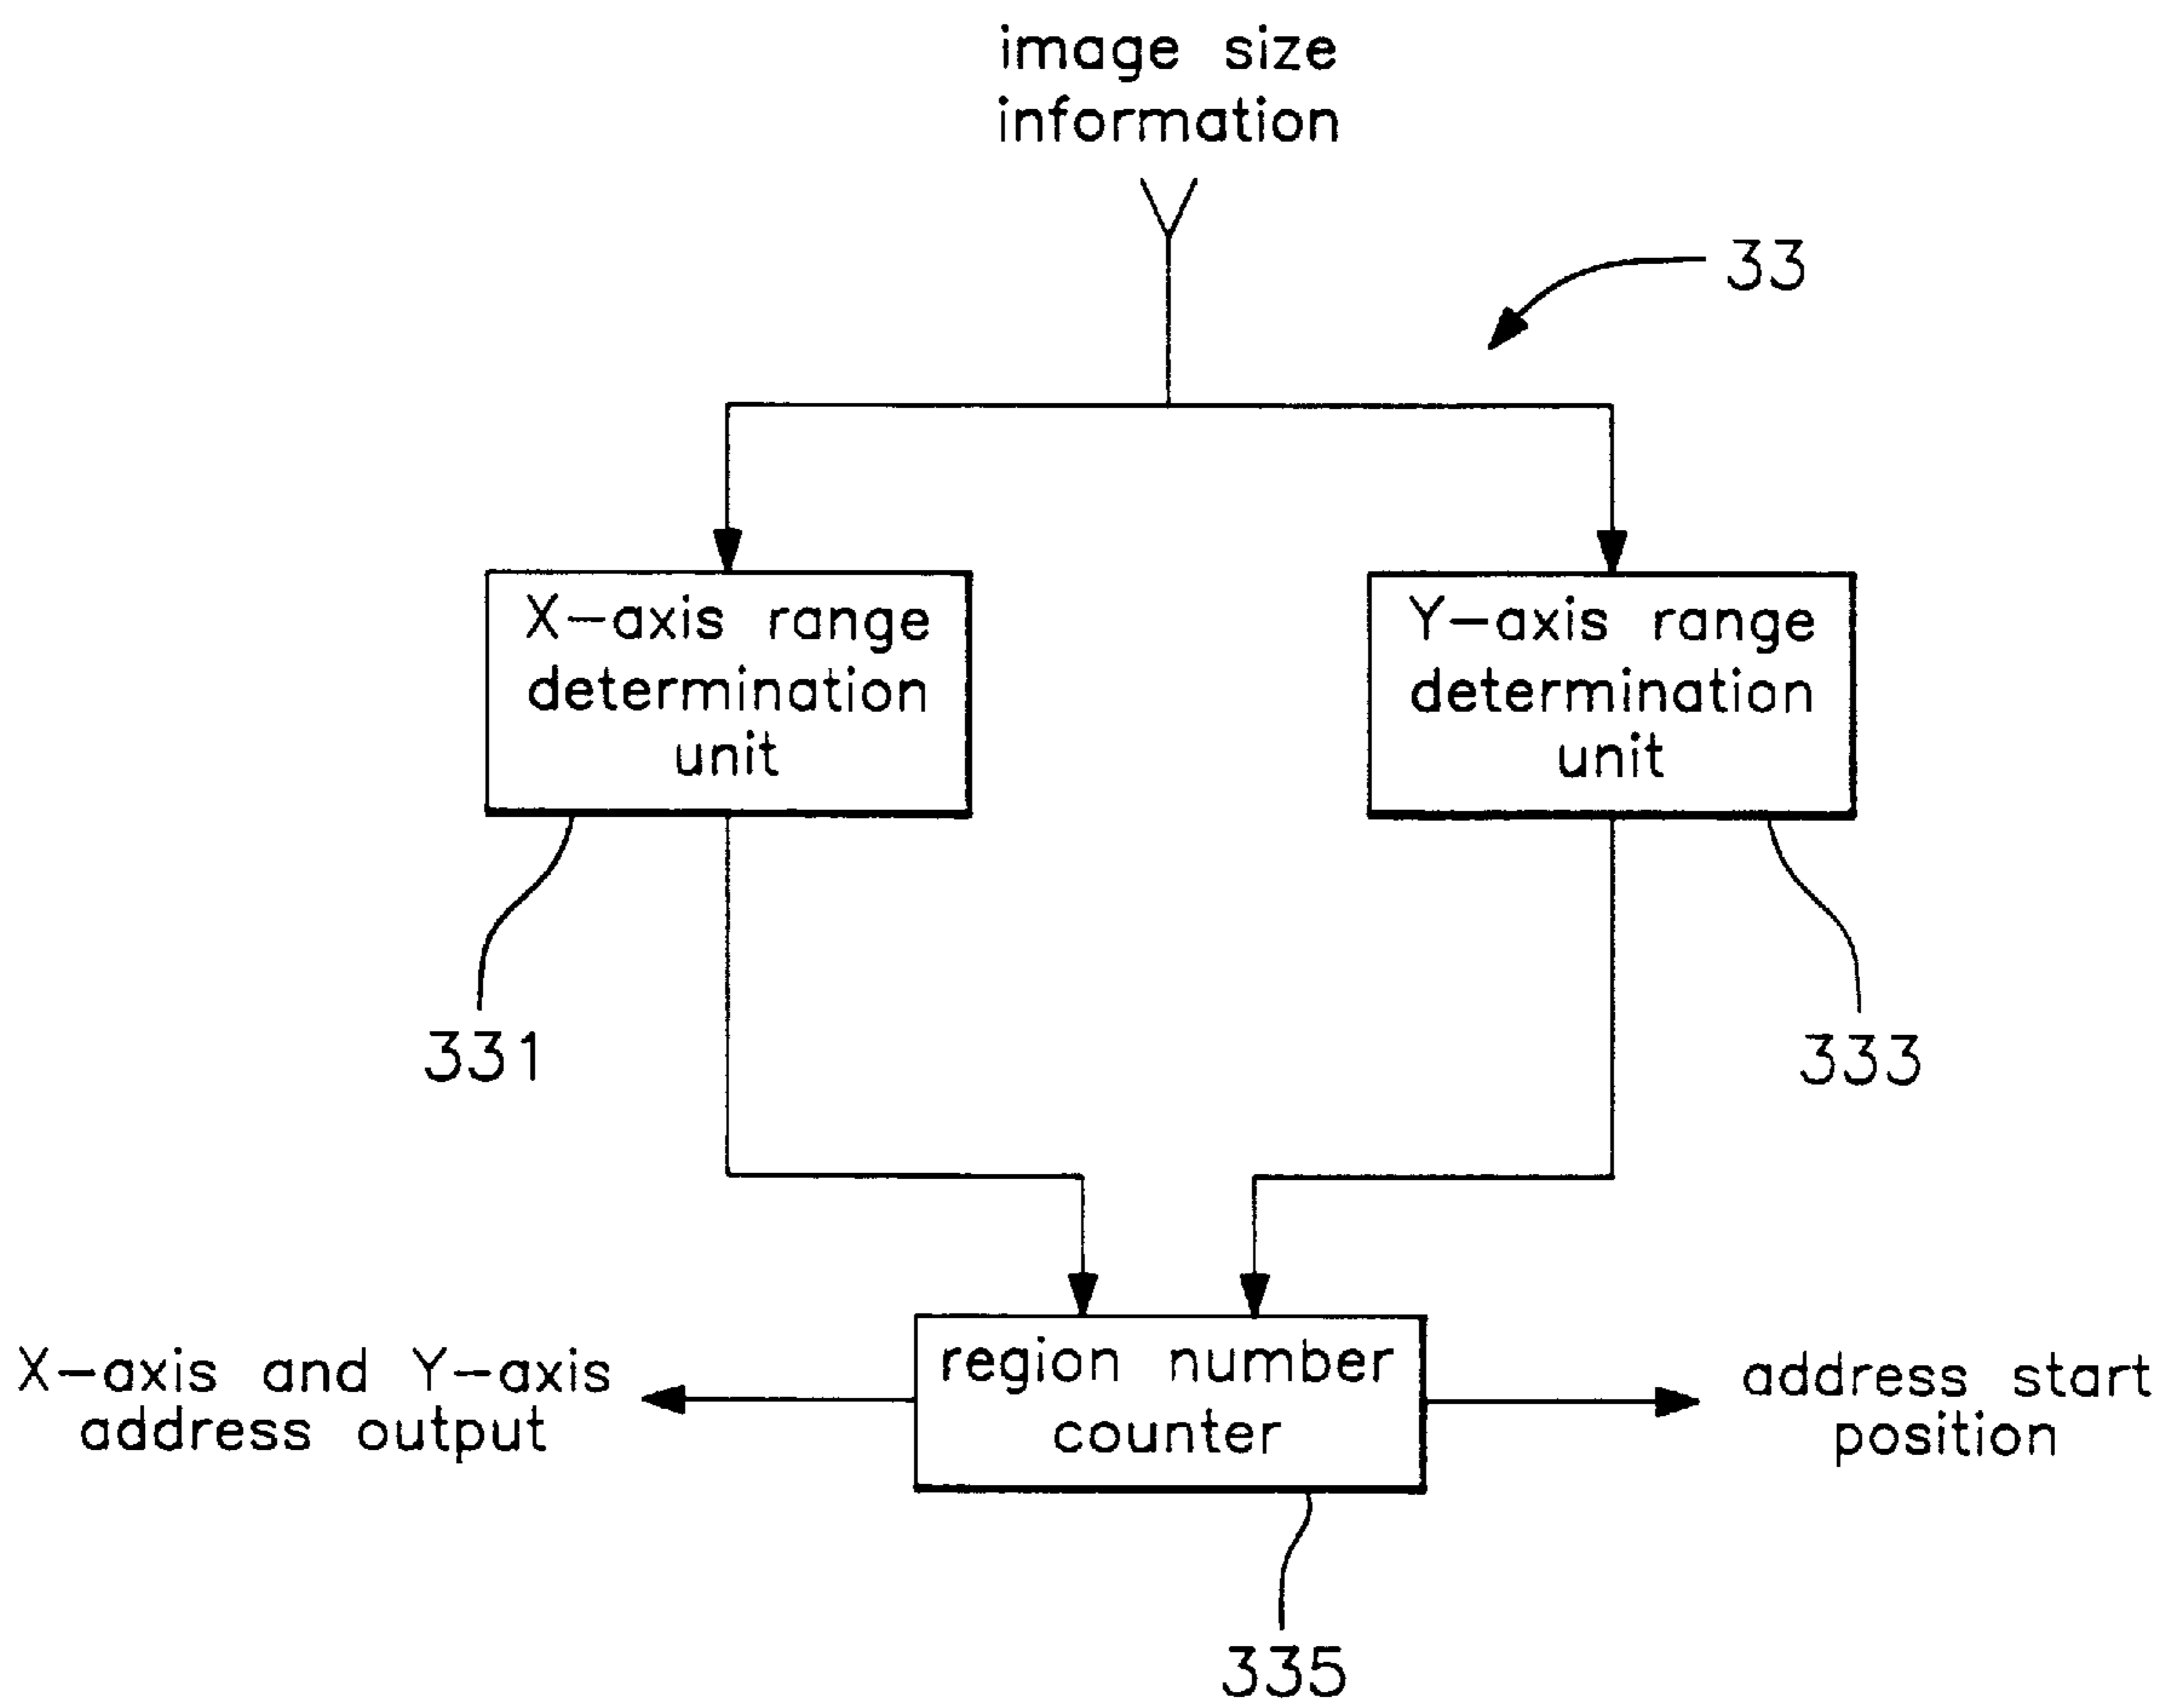 image size
information
33
X-axis range
determination
unit
Y-axis range
determination
unit
331
333
region number
counter
X-axis and Y-axis
address output
address start
position
335